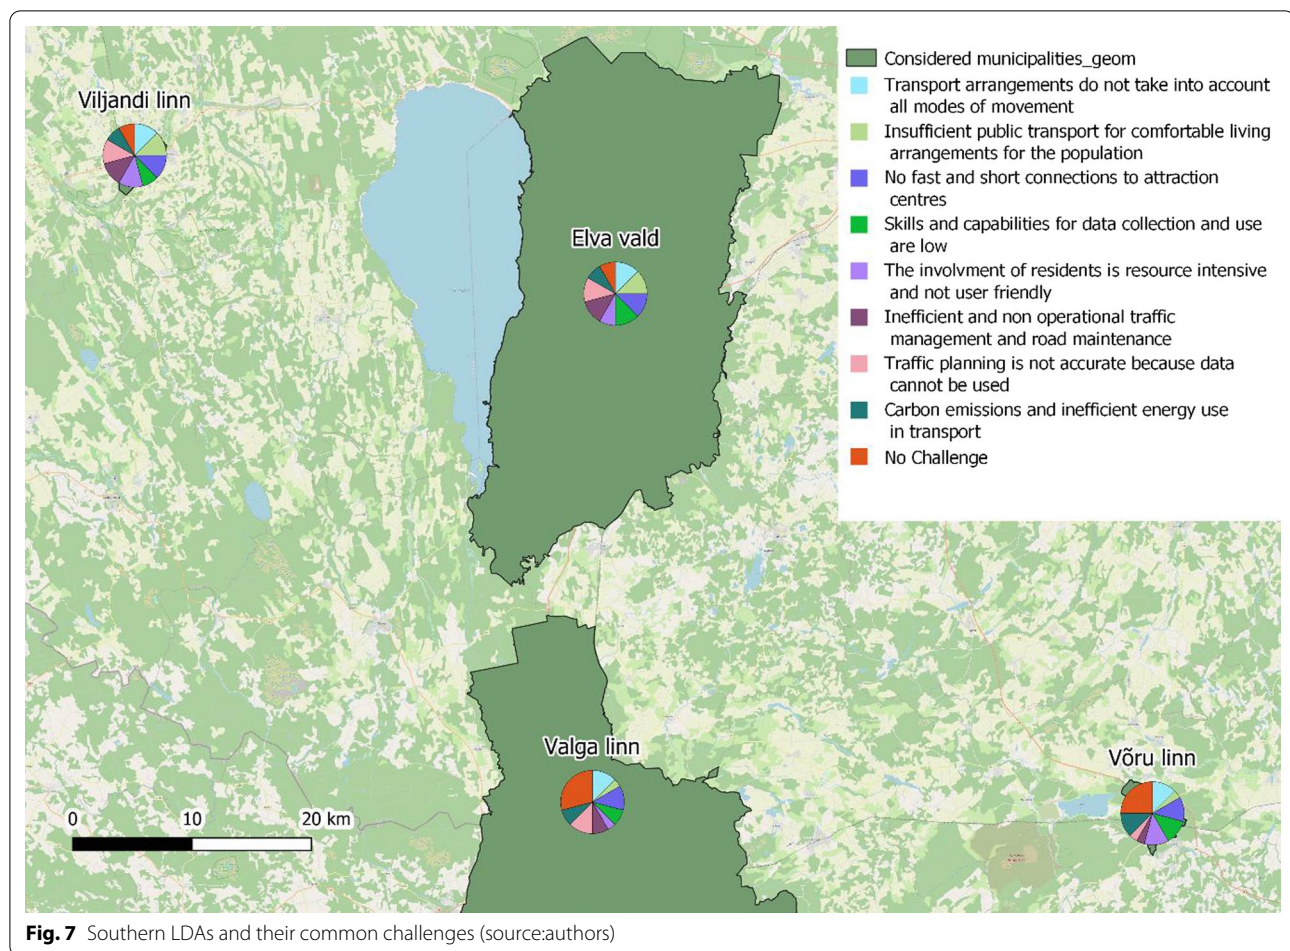 Viljandi linn
Elva vald
Valga linn
Võru linn
0 10 20 km
Considered municipalities_geom
Transport arrangements do not take into account
all modes of movement
Insufficient public transport for comfortable living
arrangements for the population
No fast and short connections to attraction
centres
Skills and capabilities for data collection and use
are low
The involvment of residents is resource intensive
and not user friendly
Inefficient and non operational traffic
management and road maintenance
Traffic planning is not accurate because data
cannot be used
Carbon emissions and inefficient energy use
in transport
No Challenge
Fig. 7 Southern LDAs and their common challenges (source:authors)